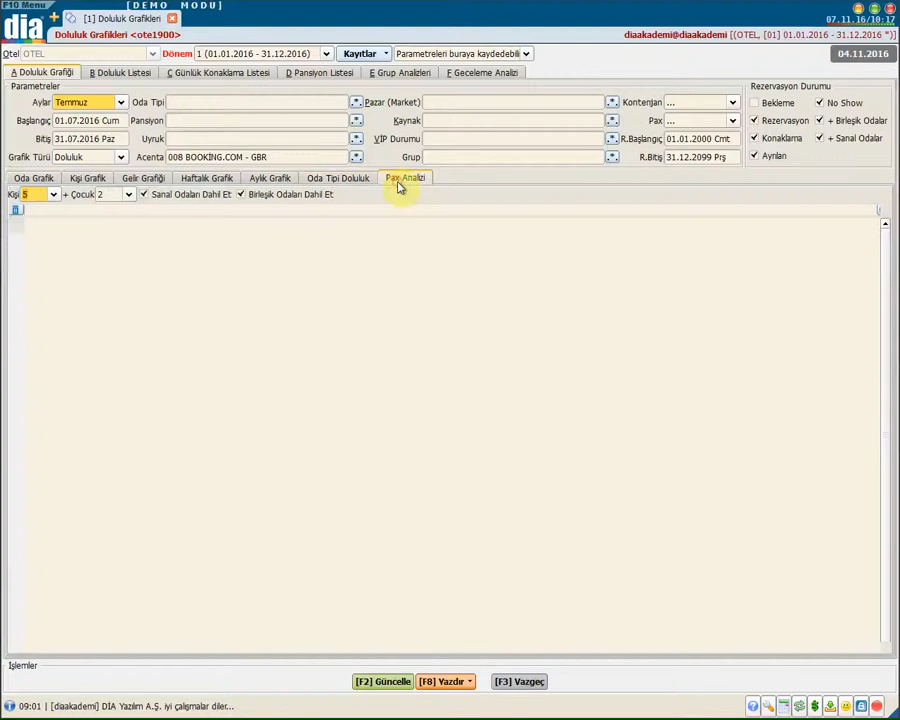 F10 Menu
[ D E M O   M O D U ]
dia
[1] Doluluk Grafikleri
07.11.16/10:17
Doluluk Grafikleri <ote1900>
diaakademi@diaakademi [(OTEL, [01] 01.01.2016 - 31.12.2016 *)]
Otel OTEL Dönem 1 (01.01.2016 - 31.12.2016) Kayıtlar Parametreleri buraya kaydedebili 04.11.2016
A Doluluk Grafiği B Doluluk Listesi C Günlük Konaklama Listesi D Pansiyon Listesi E Grup Analizleri F Geceleme Analizi
Parametreler Rezervasyon Durumu
Aylar Temmuz Oda Tipi Pazar (Market) Kontenjan ... Bekleme No Show
Başlangıç 01.07.2016 Cum Pansiyon Kaynak Pax ... Rezervasyon + Birleşik Odalar
Bitiş 31.07.2016 Paz Uyruk VİP Durumu R.Başlangıç 01.01.2000 Cmt Konaklama + Sanal Odalar
Grafik Türü Doluluk Acenta 008 BOOKİNG.COM - GBR Grup R.Bitiş 31.12.2099 Prş Ayrılan
Oda Grafik Kişi Grafik Gelir Grafiği Haftalık Grafik Aylık Grafik Oda Tipi Doluluk Pax Analizi
Kişi 5 + Çocuk 2 Sanal Odaları Dahil Et Birleşik Odaları Dahil Et
İşlemler
[F2] Güncelle [F8] Yazdır [F3] Vazgeç
09:01 | [diaakademi] DİA Yazılım A.Ş. iyi çalışmalar diler...